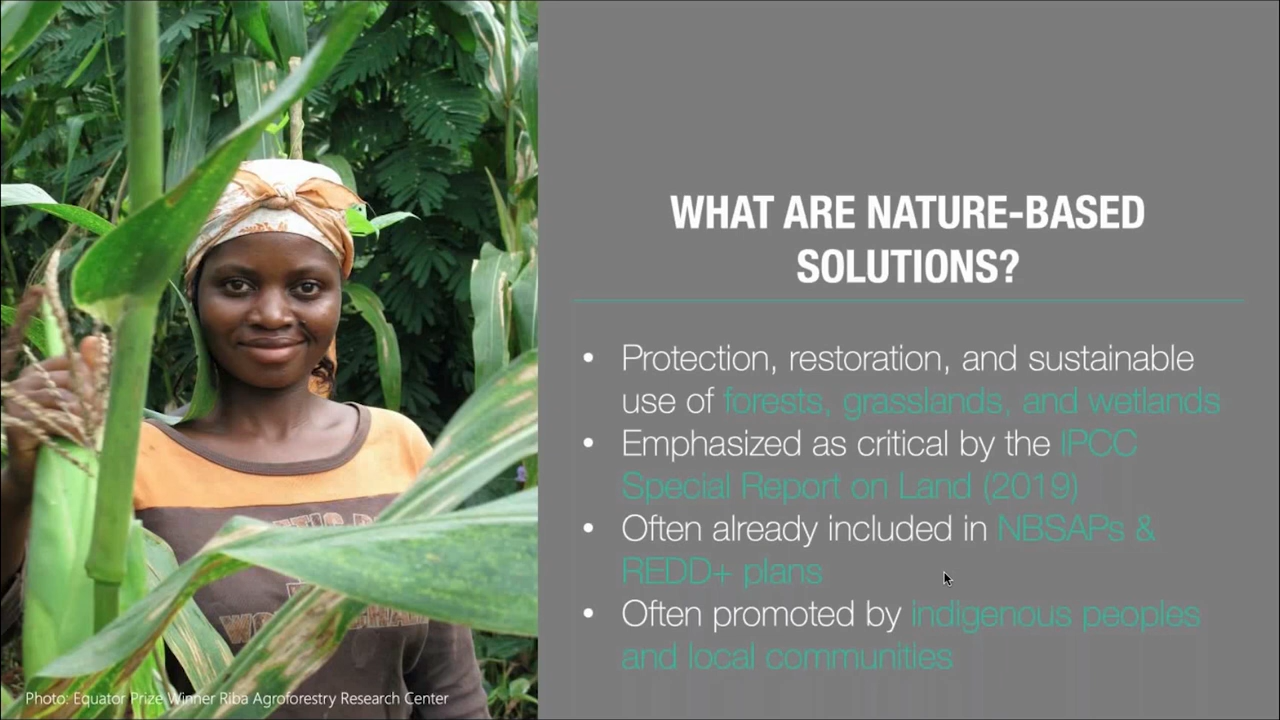 WHAT ARE NATURE-BASED
SOLUTIONS?
• Protection, restoration, and sustainable
use of forests, grasslands, and wetlands
• Emphasized as critical by the IPCC
Special Report on Land (2019)
• Often already included in NBSAPs &
REDD+ plans
• Often promoted by indigenous peoples
and local communities
Photo: Equator Prize Winner Riba Agroforestry Research Center